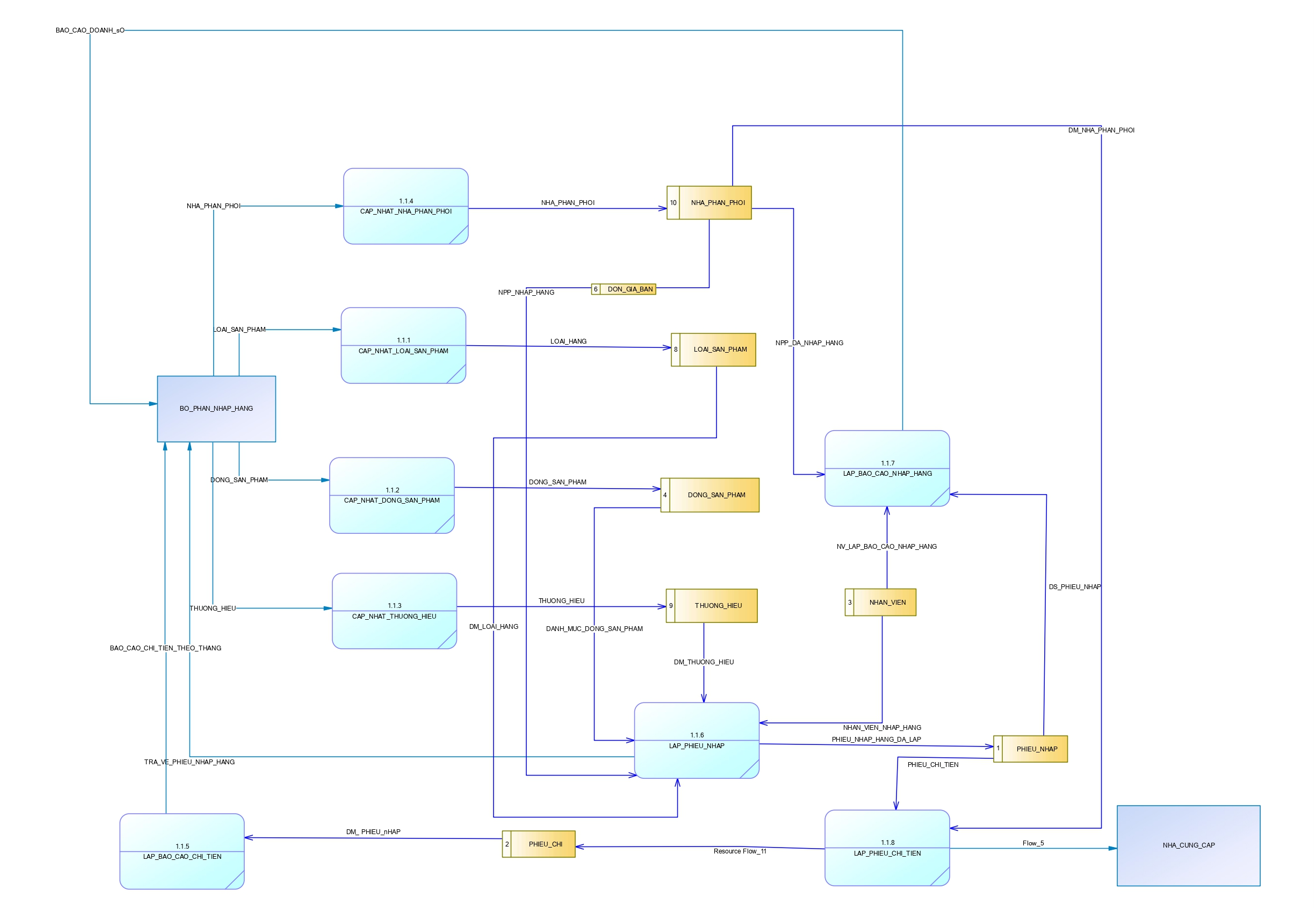 BAO_CAO_DOANH_sO
DM_NHA_PHAN_PHOI
1.1.4
CAP_NHAT_NHA_PHAN_PHOI
NHA_PHAN_PHOI
NHA_PHAN_PHOI
10
NHA_PHAN_PHOI
NPP_NHAP_HANG
6
DON_GIA_BAN
LOAI_SAN_PHAM
1.1.1
CAP_NHAT_LOAI_SAN_PHAM
LOAI_HANG
8
LOAI_SAN_PHAM
NPP_DA_NHAP_HANG
BO_PHAN_NHAP_HANG
1.1.7
LAP_BAO_CAO_NHAP_HANG
DONG_SAN_PHAM
1.1.2
CAP_NHAT_DONG_SAN_PHAM
DONG_SAN_PHAM
4
DONG_SAN_PHAM
NV_LAP_BAO_CAO_NHAP_HANG
DS_PHIEU_NHAP
THUONG_HIEU
1.1.3
CAP_NHAT_THUONG_HIEU
THUONG_HIEU
9
THUONG_HIEU
3
NHAN_VIEN
DM_LOAI_HANG
DANH_MUC_DONG_SAN_PHAM
BAO_CAO_CHI_TIEN_THEO_THANG
DM_THUONG_HIEU
1.1.6
LAP_PHIEU_NHAP
NHAN_VIEN_NHAP_HANG
PHIEU_NHAP_HANG_DA_LAP
1
PHIEU_NHAP
TRA_VE_PHIEU_NHAP_HANG
PHIEU_CHI_TIEN
1.1.5
LAP_BAO_CAO_CHI_TIEN
DM_ PHIEU_nHAP
2
PHIEU_CHI
Resource Flow_11
1.1.8
LAP_PHIEU_CHI_TIEN
Flow_5
NHA_CUNG_CAP